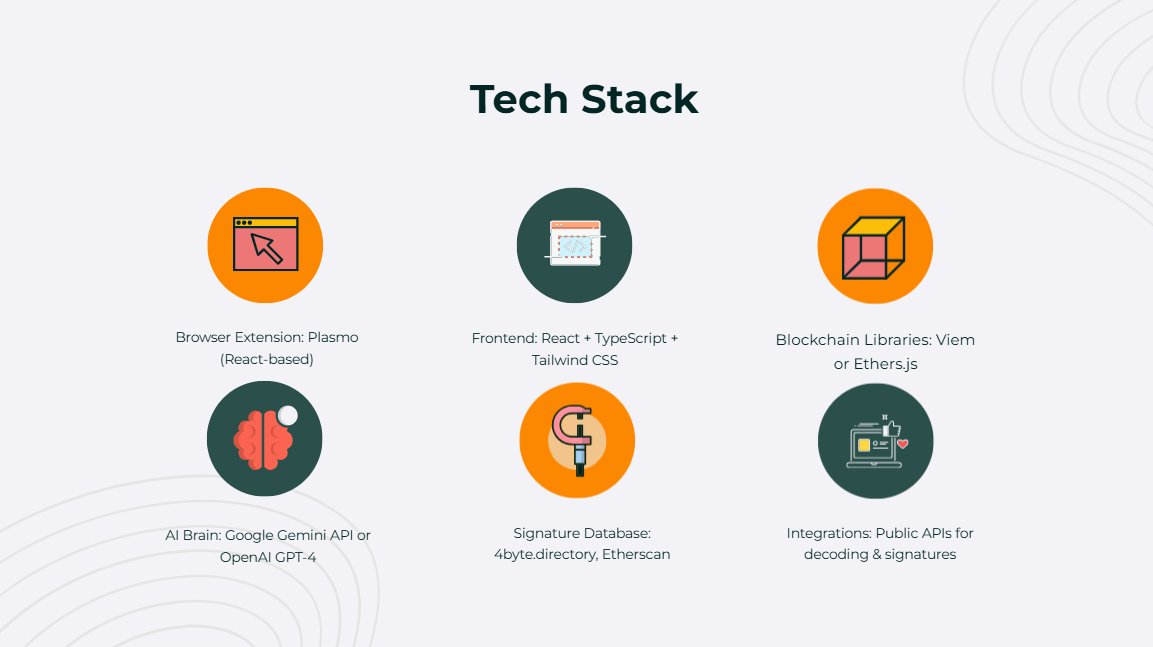 Tech Stack
Browser Extension: Plasmo
(React-based)
Frontend: React + TypeScript +
Tailwind CSS
Blockchain Libraries: Viem
or Ethers.js
AI Brain: Google Gemini API or
OpenAI GPT-4
Signature Database:
4byte.directory, Etherscan
Integrations: Public APIs for
decoding & signatures